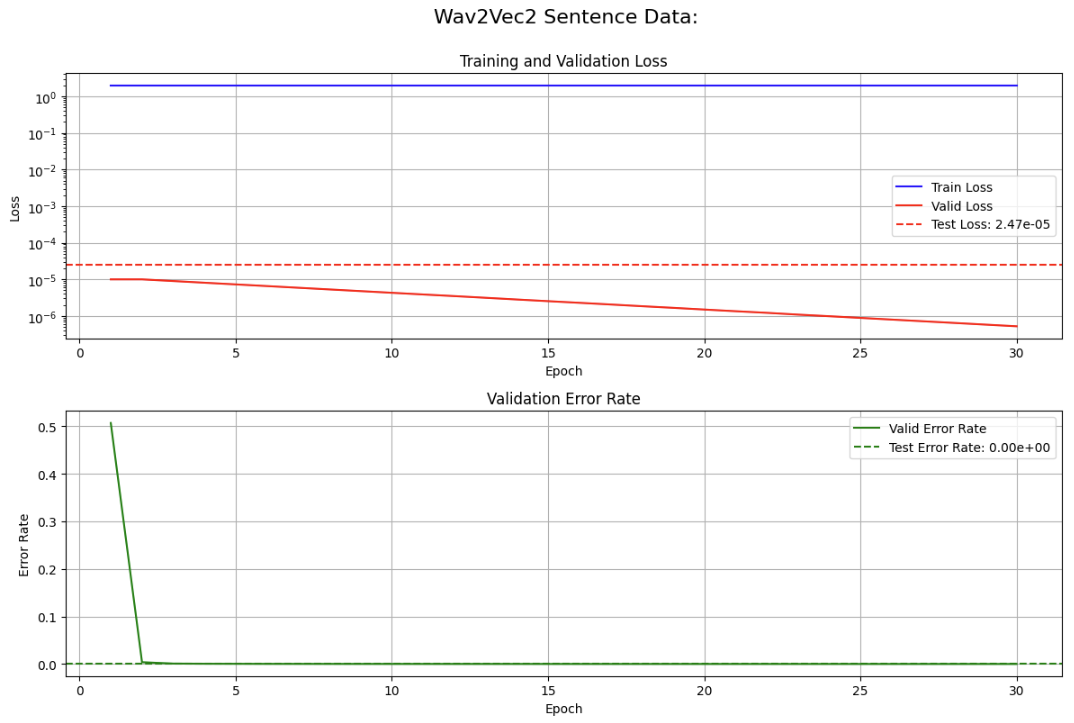 Wav2Vec2 Sentence Data:
Training and Validation Loss
10⁰
10⁻¹
10⁻²
10⁻³
10⁻⁴
10⁻⁵
10⁻⁶
Loss
Train Loss
Valid Loss
Test Loss: 2.47e-05
0 5 10 15 20 25 30
Epoch
Validation Error Rate
0.5
0.4
0.3
0.2
0.1
0.0
Error Rate
Valid Error Rate
Test Error Rate: 0.00e+00
0 5 10 15 20 25 30
Epoch